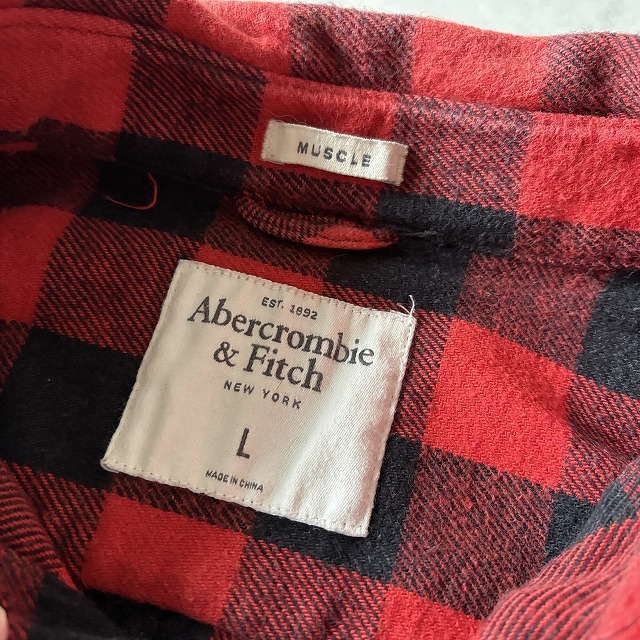 MUSCLE
EST. 1892
Abercrombie
& Fitch
NEW YORK
L
MADE IN CHINA